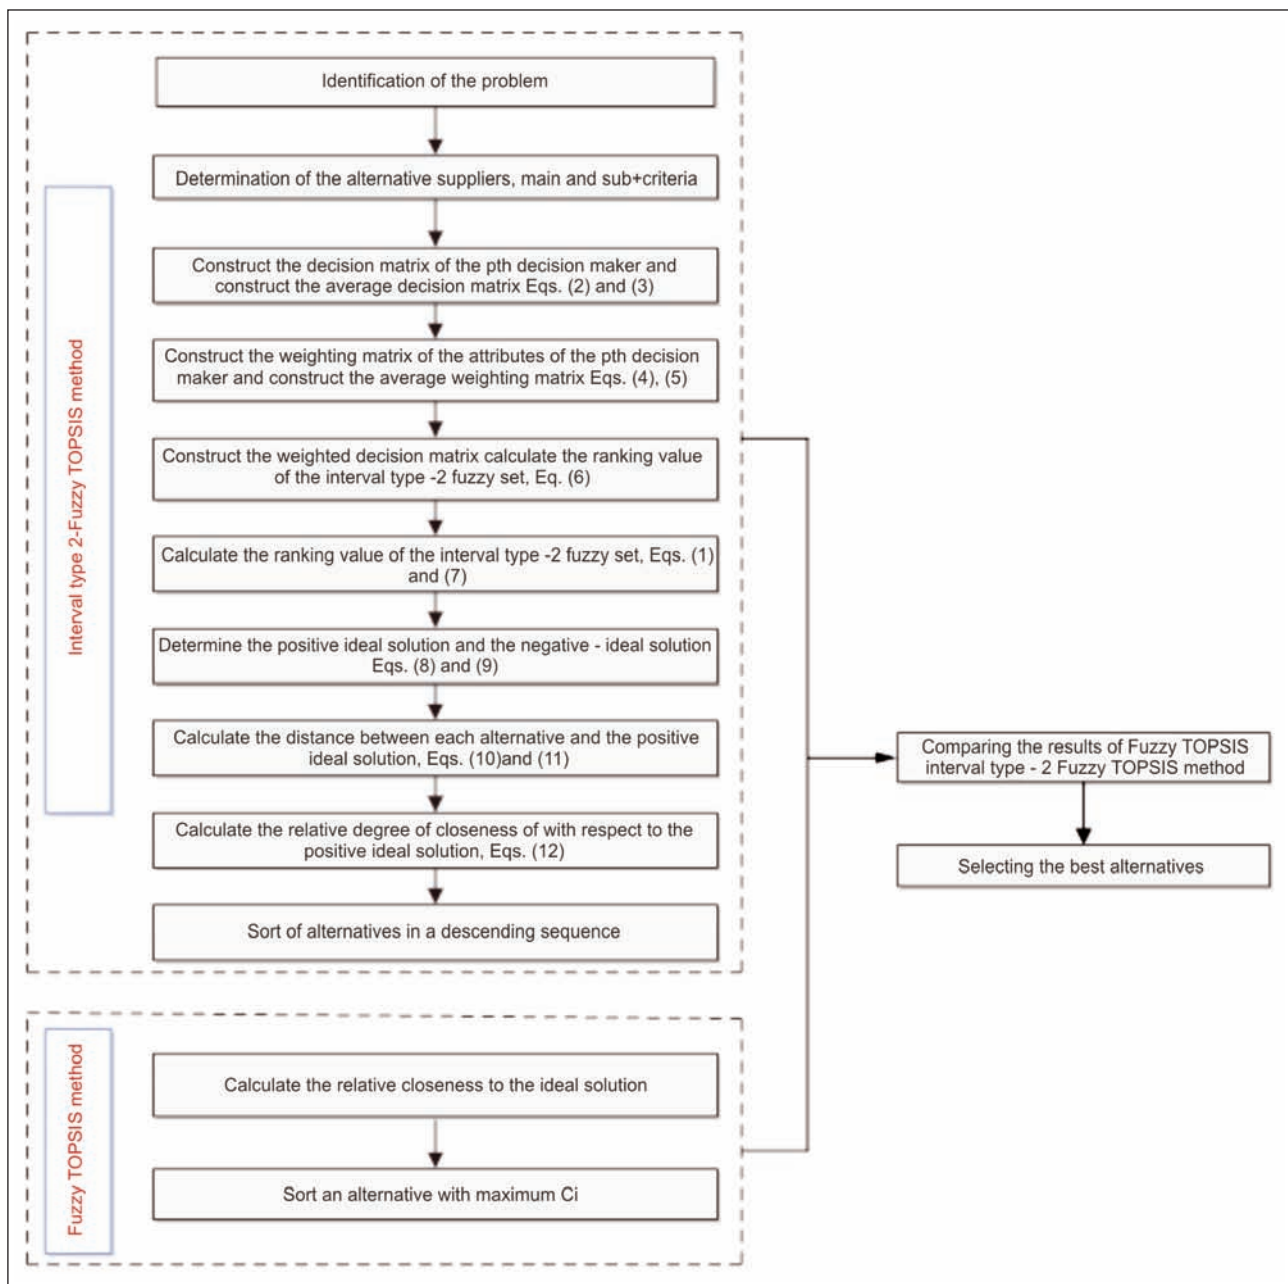 Identification of the problem
Determination of the alternative suppliers, main and sub+criteria
Construct the decision matrix of the pth decision maker and
construct the average decision matrix Eqs. (2) and (3)
Construct the weighting matrix of the attributes of the pth decision
maker and construct the average weighting matrix Eqs. (4), (5)
Construct the weighted decision matrix calculate the ranking value
of the interval type -2 fuzzy set, Eq. (6)
Calculate the ranking value of the interval type -2 fuzzy set, Eqs. (1)
and (7)
Determine the positive ideal solution and the negative - ideal solution
Eqs. (8) and (9)
Calculate the distance between each alternative and the positive
ideal solution, Eqs. (10)and (11)
Calculate the relative degree of closeness of with respect to the
positive ideal solution, Eqs. (12)
Sort of alternatives in a descending sequence
Interval type 2-Fuzzy TOPSIS method
Calculate the relative closeness to the ideal solution
Sort an alternative with maximum Ci
Fuzzy TOPSIS method
Comparing the results of Fuzzy TOPSIS
interval type - 2 Fuzzy TOPSIS method
Selecting the best alternatives